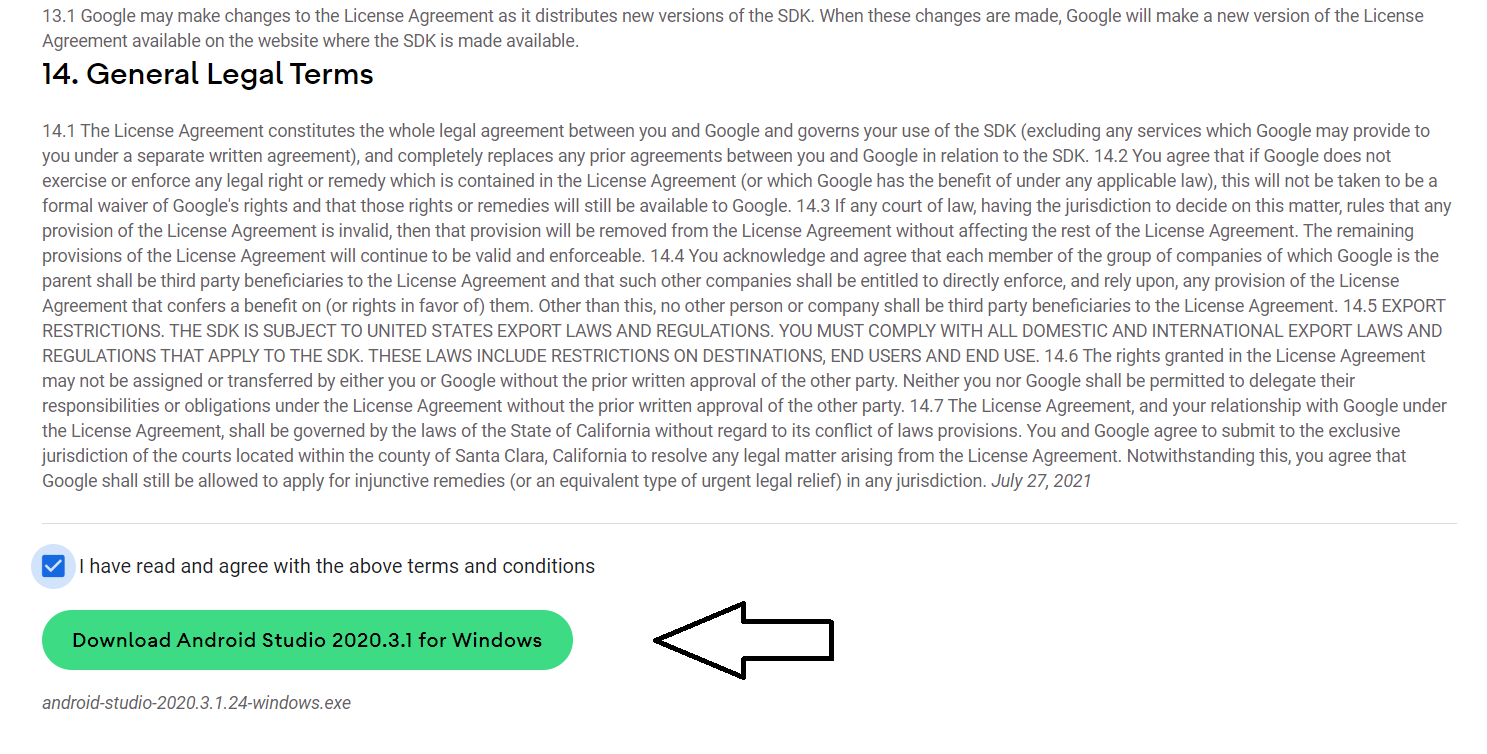 13.1 Google may make changes to the License Agreement as it distributes new versions of the SDK. When these changes are made, Google will make a new version of the License
Agreement available on the website where the SDK is made available.
14. General Legal Terms
14.1 The License Agreement constitutes the whole legal agreement between you and Google and governs your use of the SDK (excluding any services which Google may provide to
you under a separate written agreement), and completely replaces any prior agreements between you and Google in relation to the SDK. 14.2 You agree that if Google does not
exercise or enforce any legal right or remedy which is contained in the License Agreement (or which Google has the benefit of under any applicable law), this will not be taken to be a
formal waiver of Google's rights and that those rights or remedies will still be available to Google. 14.3 If any court of law, having the jurisdiction to decide on this matter, rules that any
provision of the License Agreement is invalid, then that provision will be removed from the License Agreement without affecting the rest of the License Agreement. The remaining
provisions of the License Agreement will continue to be valid and enforceable. 14.4 You acknowledge and agree that each member of the group of companies of which Google is the
parent shall be third party beneficiaries to the License Agreement and that such other companies shall be entitled to directly enforce, and rely upon, any provision of the License
Agreement that confers a benefit on (or rights in favor of) them. Other than this, no other person or company shall be third party beneficiaries to the License Agreement. 14.5 EXPORT
RESTRICTIONS. THE SDK IS SUBJECT TO UNITED STATES EXPORT LAWS AND REGULATIONS. YOU MUST COMPLY WITH ALL DOMESTIC AND INTERNATIONAL EXPORT LAWS AND
REGULATIONS THAT APPLY TO THE SDK. THESE LAWS INCLUDE RESTRICTIONS ON DESTINATIONS, END USERS AND END USE. 14.6 The rights granted in the License Agreement
may not be assigned or transferred by either you or Google without the prior written approval of the other party. Neither you nor Google shall be permitted to delegate their
responsibilities or obligations under the License Agreement without the prior written approval of the other party. 14.7 The License Agreement, and your relationship with Google under
the License Agreement, shall be governed by the laws of the State of California without regard to its conflict of laws provisions. You and Google agree to submit to the exclusive
jurisdiction of the courts located within the county of Santa Clara, California to resolve any legal matter arising from the License Agreement. Notwithstanding this, you agree that
Google shall still be allowed to apply for injunctive remedies (or an equivalent type of urgent legal relief) in any jurisdiction. July 27, 2021
I have read and agree with the above terms and conditions
Download Android Studio 2020.3.1 for Windows
android-studio-2020.3.1.24-windows.exe